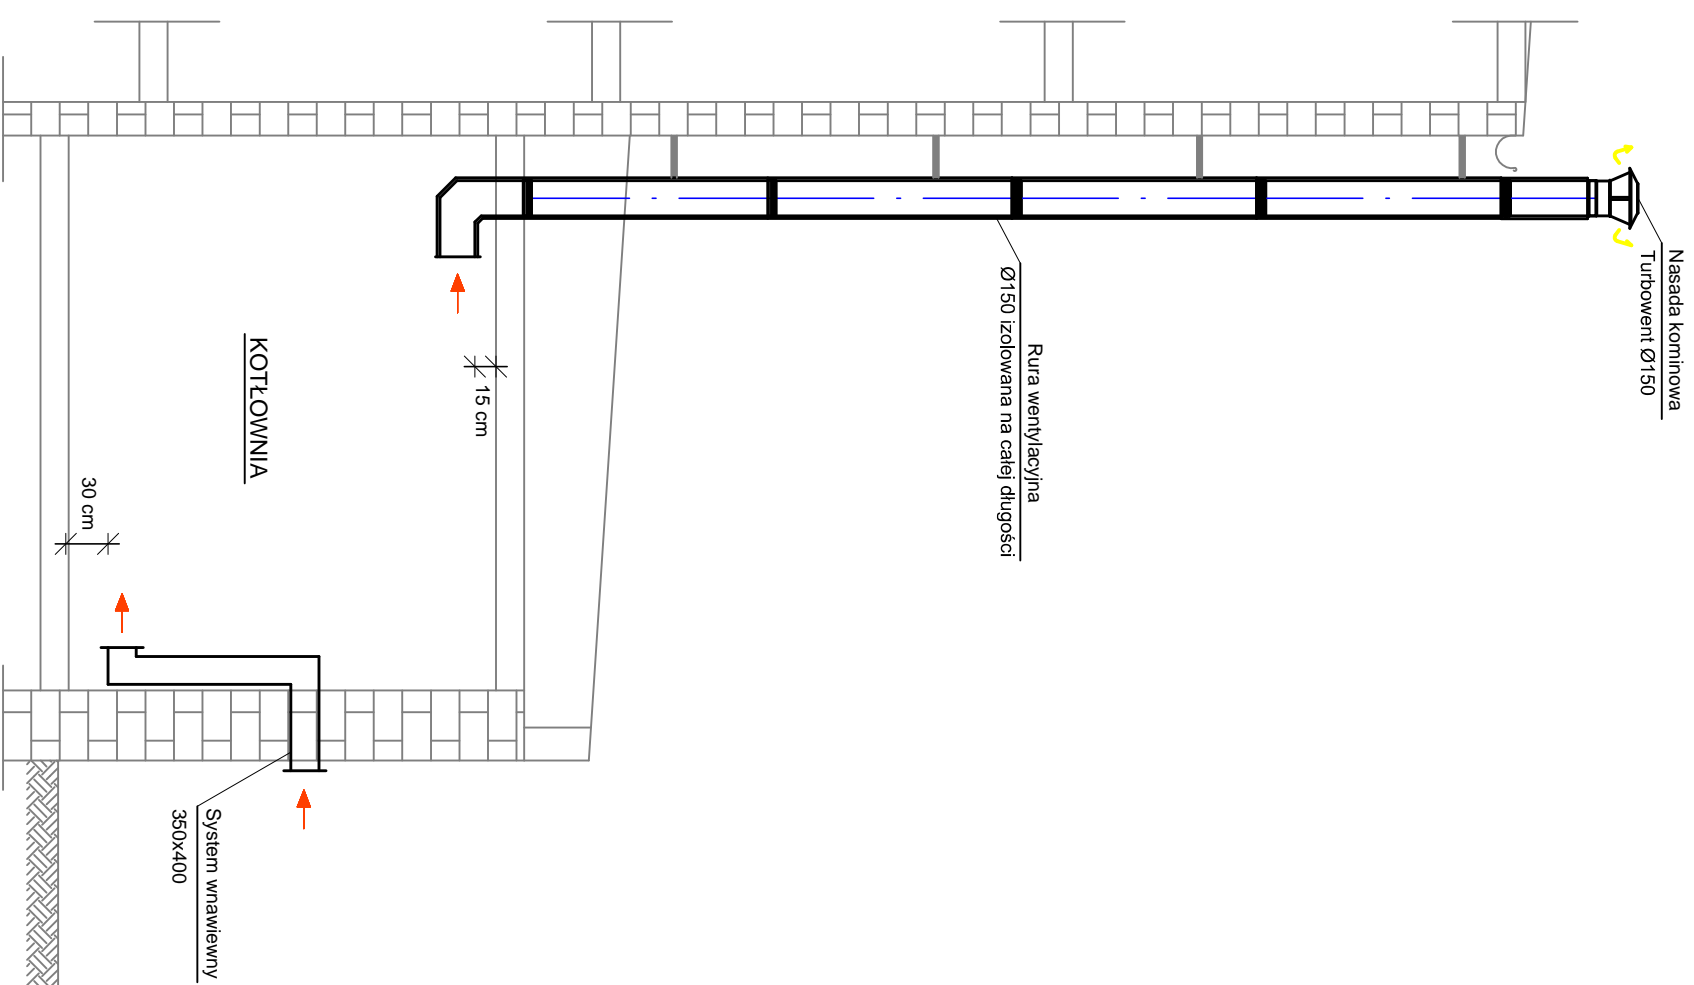 Nasada kominowa
Turbowent Ø150
Rura wentylacyjna
Ø150 izolowana na całej długości
15 cm
KOTŁOWNIA
30 cm
System wnawiewny
350x400